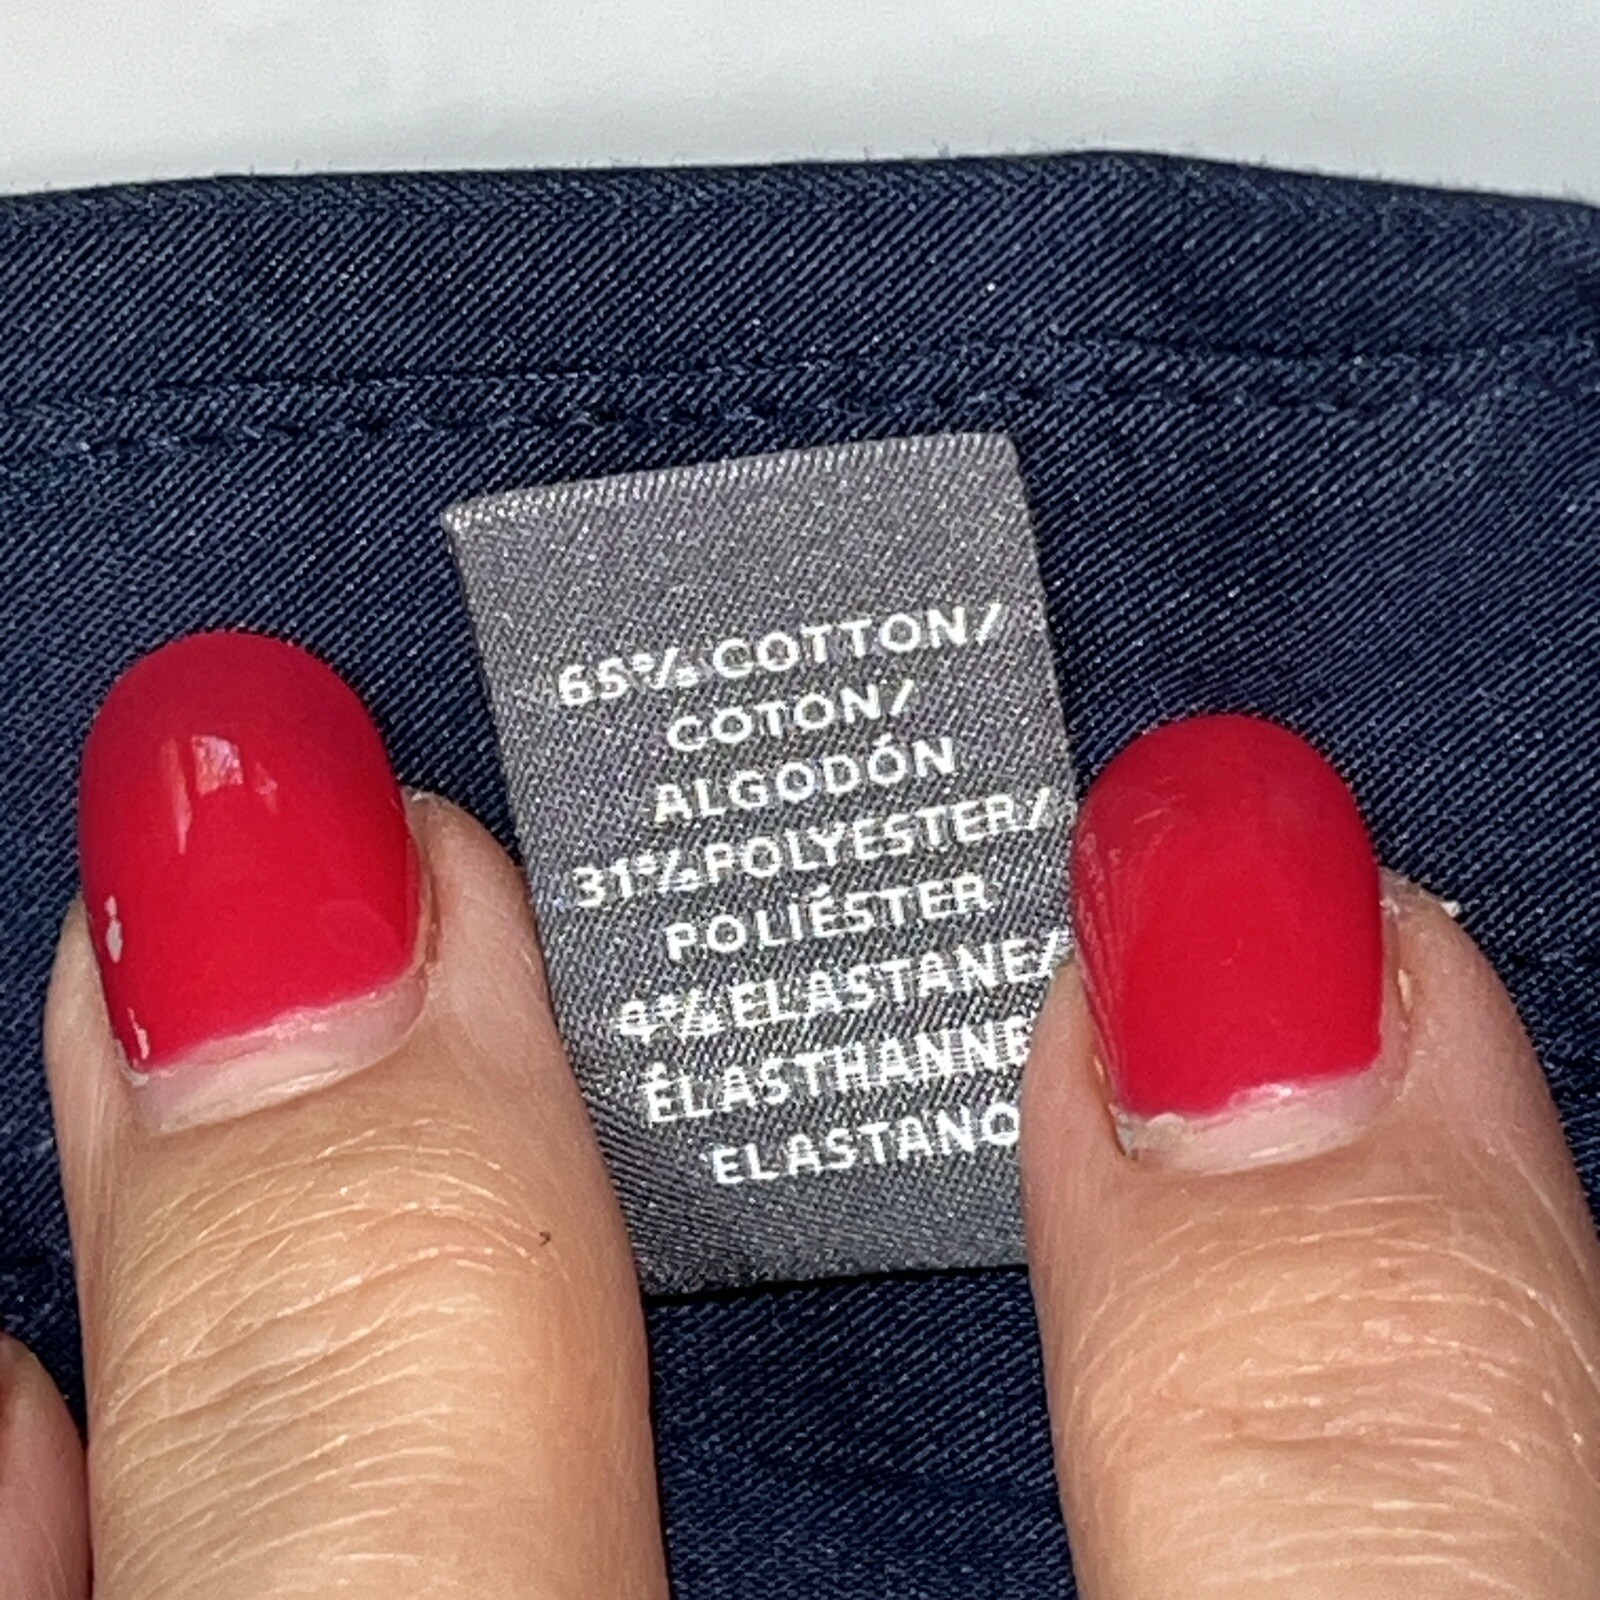 65% COTTON/
COTON/
ALGODÓN
31% POLYESTER/
POLIÉSTER
4% ELASTANE/
ÉLASTHANNE
ELASTANO